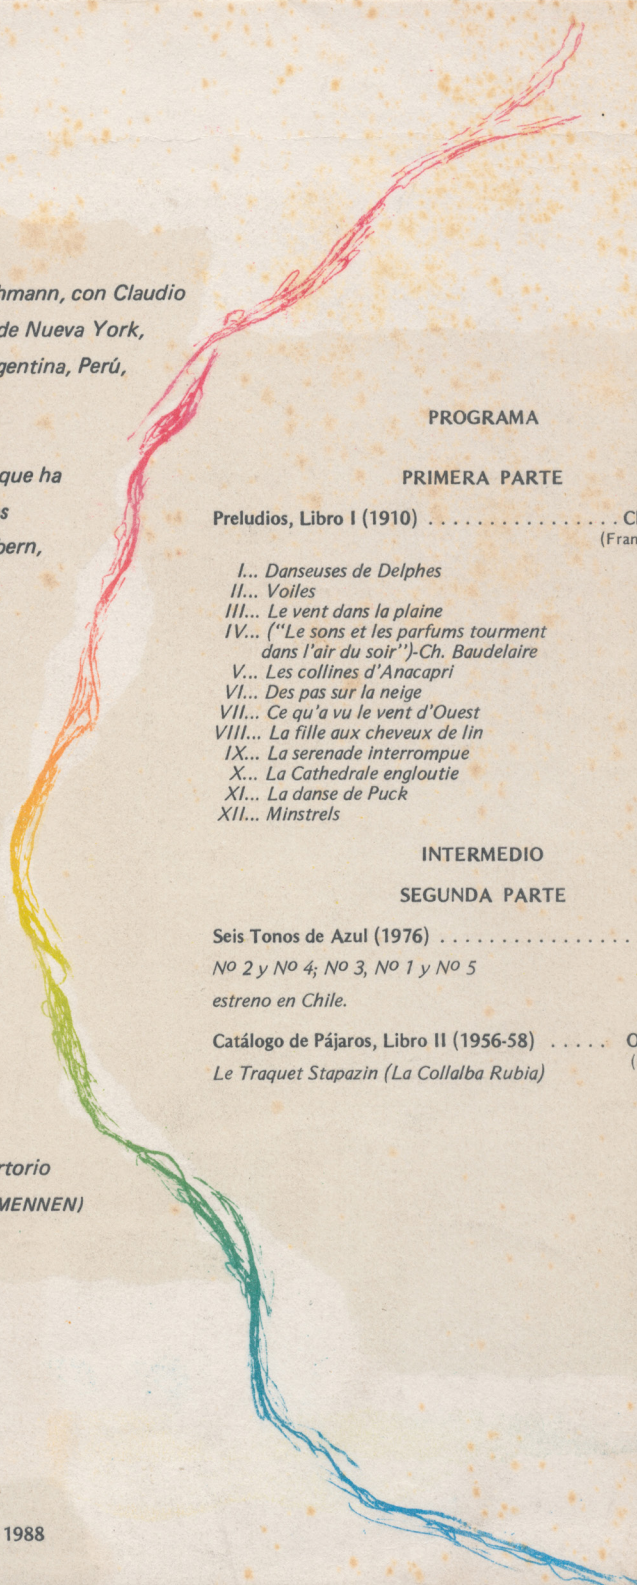 hmann, con Claudio
de Nueva York,
gentina, Perú,
que ha
s
bern,
rtorio
MENNEN)
1988
PROGRAMA
PRIMERA PARTE
Preludios, Libro I (1910) . . . . . . . . . . . . . . . . Cl
(Fran
I... Danseuses de Delphes
II... Voiles
III... Le vent dans la plaine
IV... (“Le sons et les parfums tourment
dans l'air du soir”)-Ch. Baudelaire
V... Les collines d'Anacapri
VI... Des pas sur la neige
VII... Ce qu'a vu le vent d'Ouest
VIII... La fille aux cheveux de lin
IX... La serenade interrompue
X... La Cathedrale engloutie
XI... La danse de Puck
XII... Minstrels
INTERMEDIO
SEGUNDA PARTE
Seis Tonos de Azul (1976) . . . . . . . . . . . . . . . .
Nº 2 y Nº 4; Nº 3, Nº 1 y Nº 5
estreno en Chile.
Catálogo de Pájaros, Libro II (1956-58) . . . . . O
(
Le Traquet Stapazin (La Collalba Rubia)